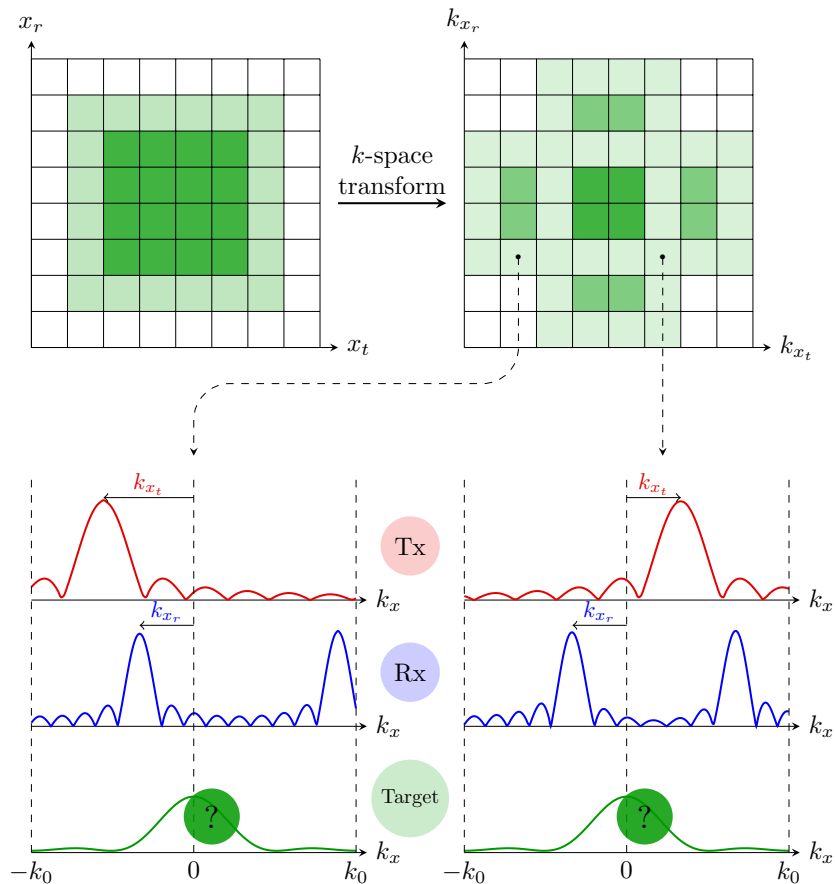 x_r
k_{x_r}
k-space
transform
x_t
k_{x_t}
k_{x_t}
k_{x_t}
Tx
k_x
k_x
k_{x_r}
k_{x_r}
Rx
k_x
k_x
Target
?
?
k_x
k_x
−k_0
0
k_0
−k_0
0
k_0